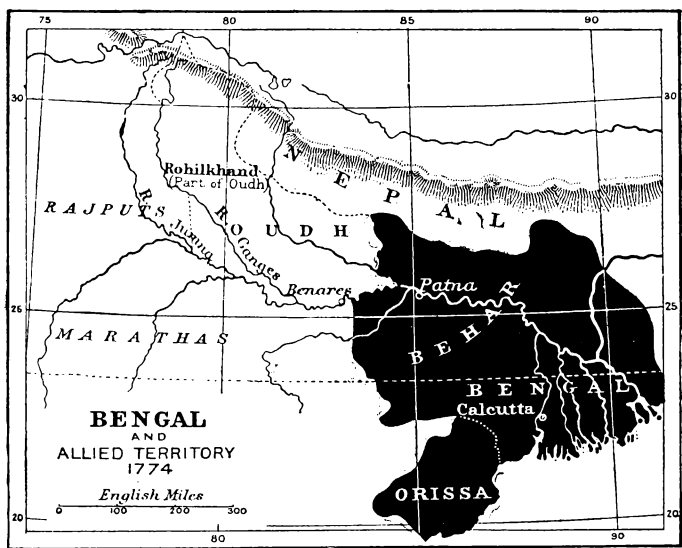 75 80 85 90
30 30
NEPAL
Rohilkhand
(Part of Oudh)
RAJPUTS
R. Jumna
R. Ganges
OUDH
Benares
Patna
25 25
MARATHAS
BEHAR
BENGAL
Calcutta
BENGAL
AND
ALLIED TERRITORY
1774
English Miles
0 100 200 300
ORISSA
20 20
80 85 90